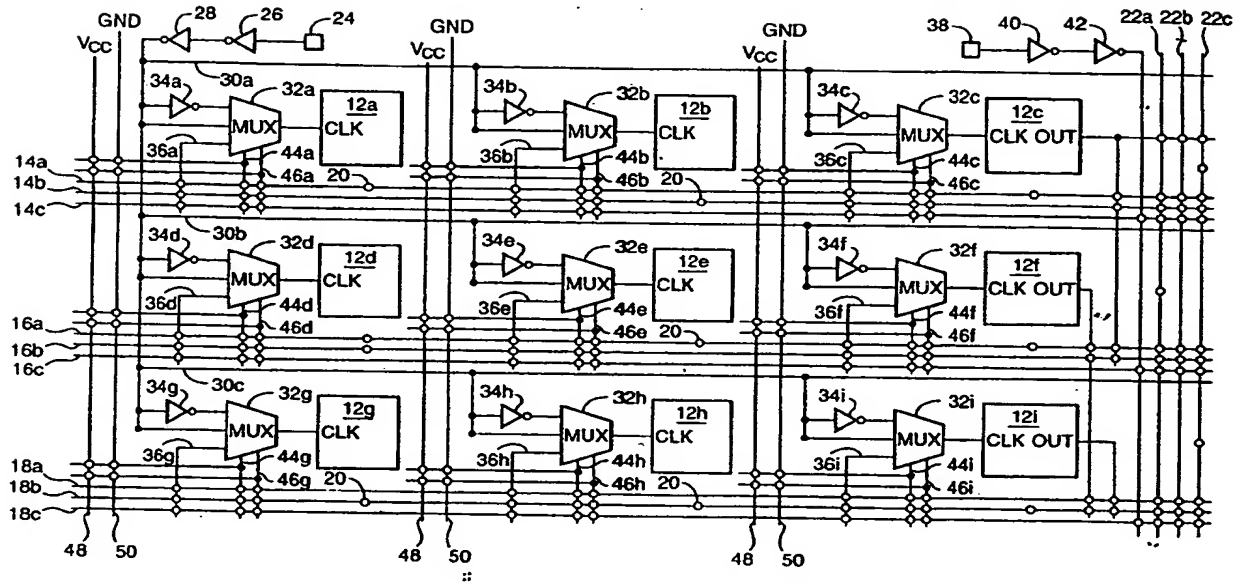 GND 28 26 24 GND 38 40 42 22a 22b 22c
VCC VCC GND VCC
30a
34a 32a 12a 34b 32b 12b 34c 32c 12c
MUX CLK MUX CLK MUX CLK OUT
36a 44a 36b 44b 36c 44c
14a 46a 20 46b 20 46c
14b
14c
30b
34d 32d 12d 34e 32e 12e 34f 32f 12f
MUX CLK MUX CLK MUX CLK OUT
36d 44d 36e 44e 36f 44f
16a 46d 46e 20 46f
16b
16c
30c
34g 32g 12g 34h 32h 12h 34i 32i 12i
MUX CLK MUX CLK MUX CLK OUT
36g 44g 36h 44h 36i 44i
18a 46g 20 46h 20 46i
18b
18c
48 50 48 50 48 50